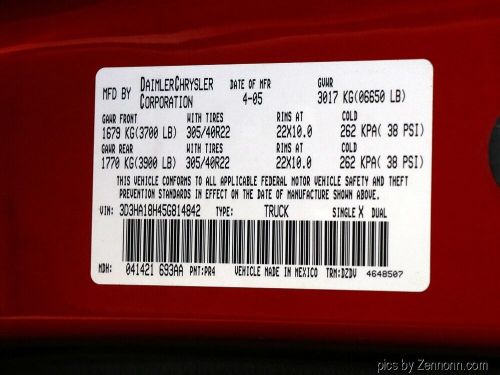 MFD BY DAIMLERCHRYSLER CORPORATION DATE OF MFR 4-05 GVWR 3017 KG(06650 LB)
GAWR FRONT WITH TIRES RIMS AT COLD
1679 KG(3700 LB) 305/40R22 22X10.0 262 KPA( 38 PSI)
GAWR REAR WITH TIRES RIMS AT COLD
1770 KG(3900 LB) 305/40R22 22X10.0 262 KPA( 38 PSI)
THIS VEHICLE CONFORMS TO ALL APPLICABLE FEDERAL MOTOR VEHICLE SAFETY AND THEFT
PREVENTION STANDARDS IN EFFECT ON THE DATE OF MANUFACTURE SHOWN ABOVE.
VIN: 3D3HA18H45G814842 TYPE: TRUCK SINGLE X DUAL
MDH: 041421 693AA PNT:PR4 VEHICLE MADE IN MEXICO TRM:DZDV 4648507
pics by Zennonn.com